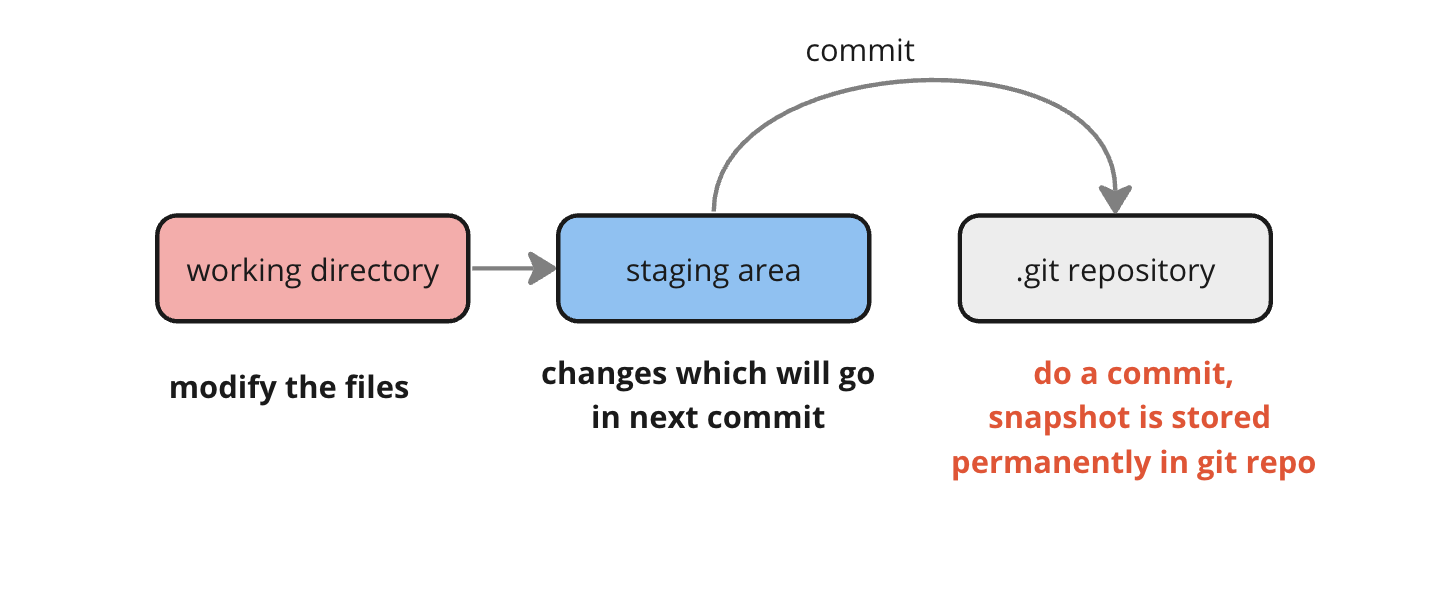 commit
working directory
staging area
.git repository
modify the files
changes which will go
in next commit
do a commit,
snapshot is stored
permanently in git repo